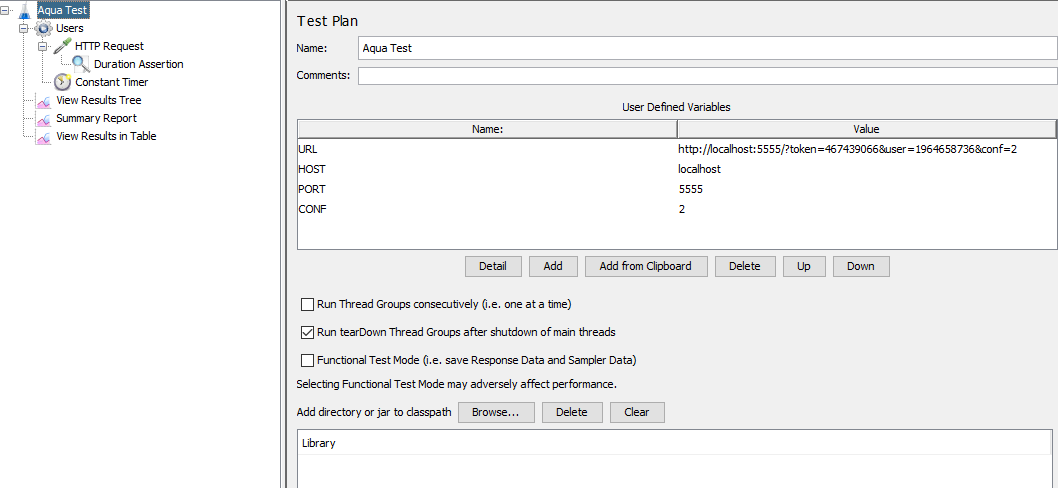 Aqua Test
Users
HTTP Request
Duration Assertion
Constant Timer
View Results Tree
Summary Report
View Results in Table
Test Plan
Name: Aqua Test
Comments:
User Defined Variables
Name: Value
URL http://localhost:5555/?token=467439066&user=1964658736&conf=2
HOST localhost
PORT 5555
CONF 2
Detail Add Add from Clipboard Delete Up Down
Run Thread Groups consecutively (i.e. one at a time)
Run tearDown Thread Groups after shutdown of main threads
Functional Test Mode (i.e. save Response Data and Sampler Data)
Selecting Functional Test Mode may adversely affect performance.
Add directory or jar to classpath Browse... Delete Clear
Library